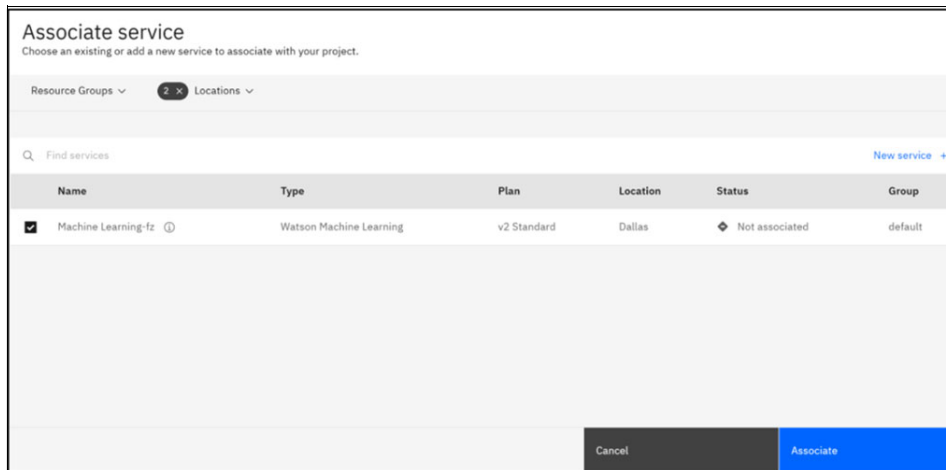 Associate service
Choose an existing or add a new service to associate with your project.
Resource Groups 2 × Locations
Find services New service +
Name Type Plan Location Status Group
Machine Learning-fz Watson Machine Learning v2 Standard Dallas Not associated default
Cancel Associate